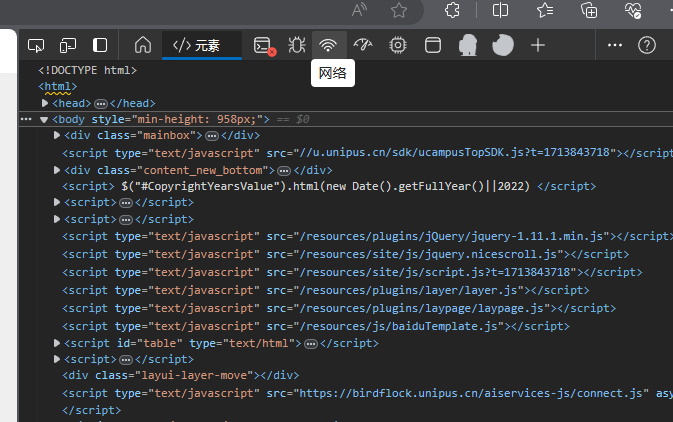 </> 元素
网络
<!DOCTYPE html>
<html>
<head> ⋯ </head>
<body style="min-height: 958px;"> == $0
<div class="mainbox"> ⋯ </div>
<script type="text/javascript" src="//u.unipus.cn/sdk/ucampusTopSDK.js?t=1713843718"></script>
<div class="content_new_bottom"> ⋯ </div>
<script> $("#CopyrightYearsValue").html(new Date().getFullYear()||2022) </script>
<script> ⋯ </script>
<script> ⋯ </script>
<script type="text/javascript" src="/resources/plugins/jQuery/jquery-1.11.1.min.js"></script>
<script type="text/javascript" src="/resources/site/js/jquery.nicescroll.js"></script>
<script type="text/javascript" src="/resources/site/js/script.js?t=1713843718"></script>
<script type="text/javascript" src="/resources/plugins/layer/layer.js"></script>
<script type="text/javascript" src="/resources/plugins/laypage/laypage.js"></script>
<script type="text/javascript" src="/resources/js/baiduTemplate.js"></script>
<script id="table" type="text/html"> ⋯ </script>
<script> ⋯ </script>
<div class="layui-layer-move"></div>
<script type="text/javascript" src="https://birdflock.unipus.cn/aiservices-js/connect.js" asy
</script>